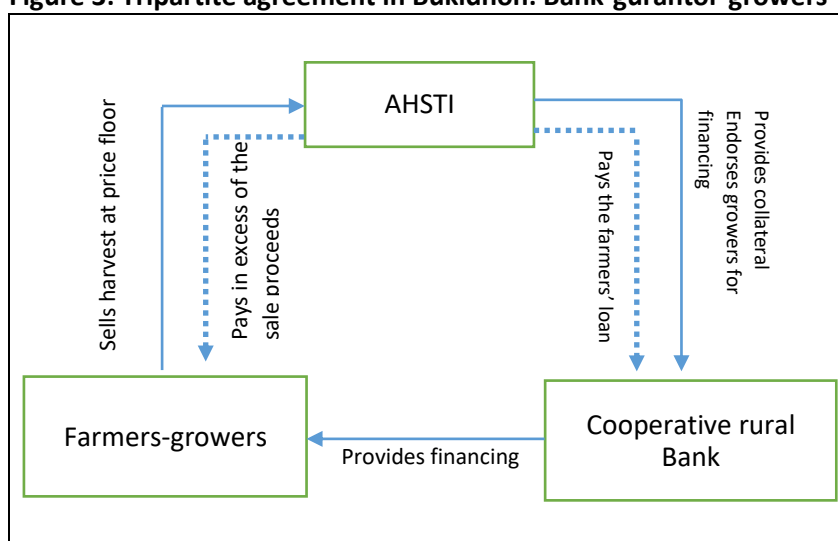 Figure 3: Tripartite agreement in Bukidnon: Bank-gurantor-growers
AHSTI
Sells harvest at price floor
Pays in excess of the
sale proceeds
Pays the farmers' loan
Provides collateral
Endorses growers for
financing
Farmers-growers
Provides financing
Cooperative rural
Bank